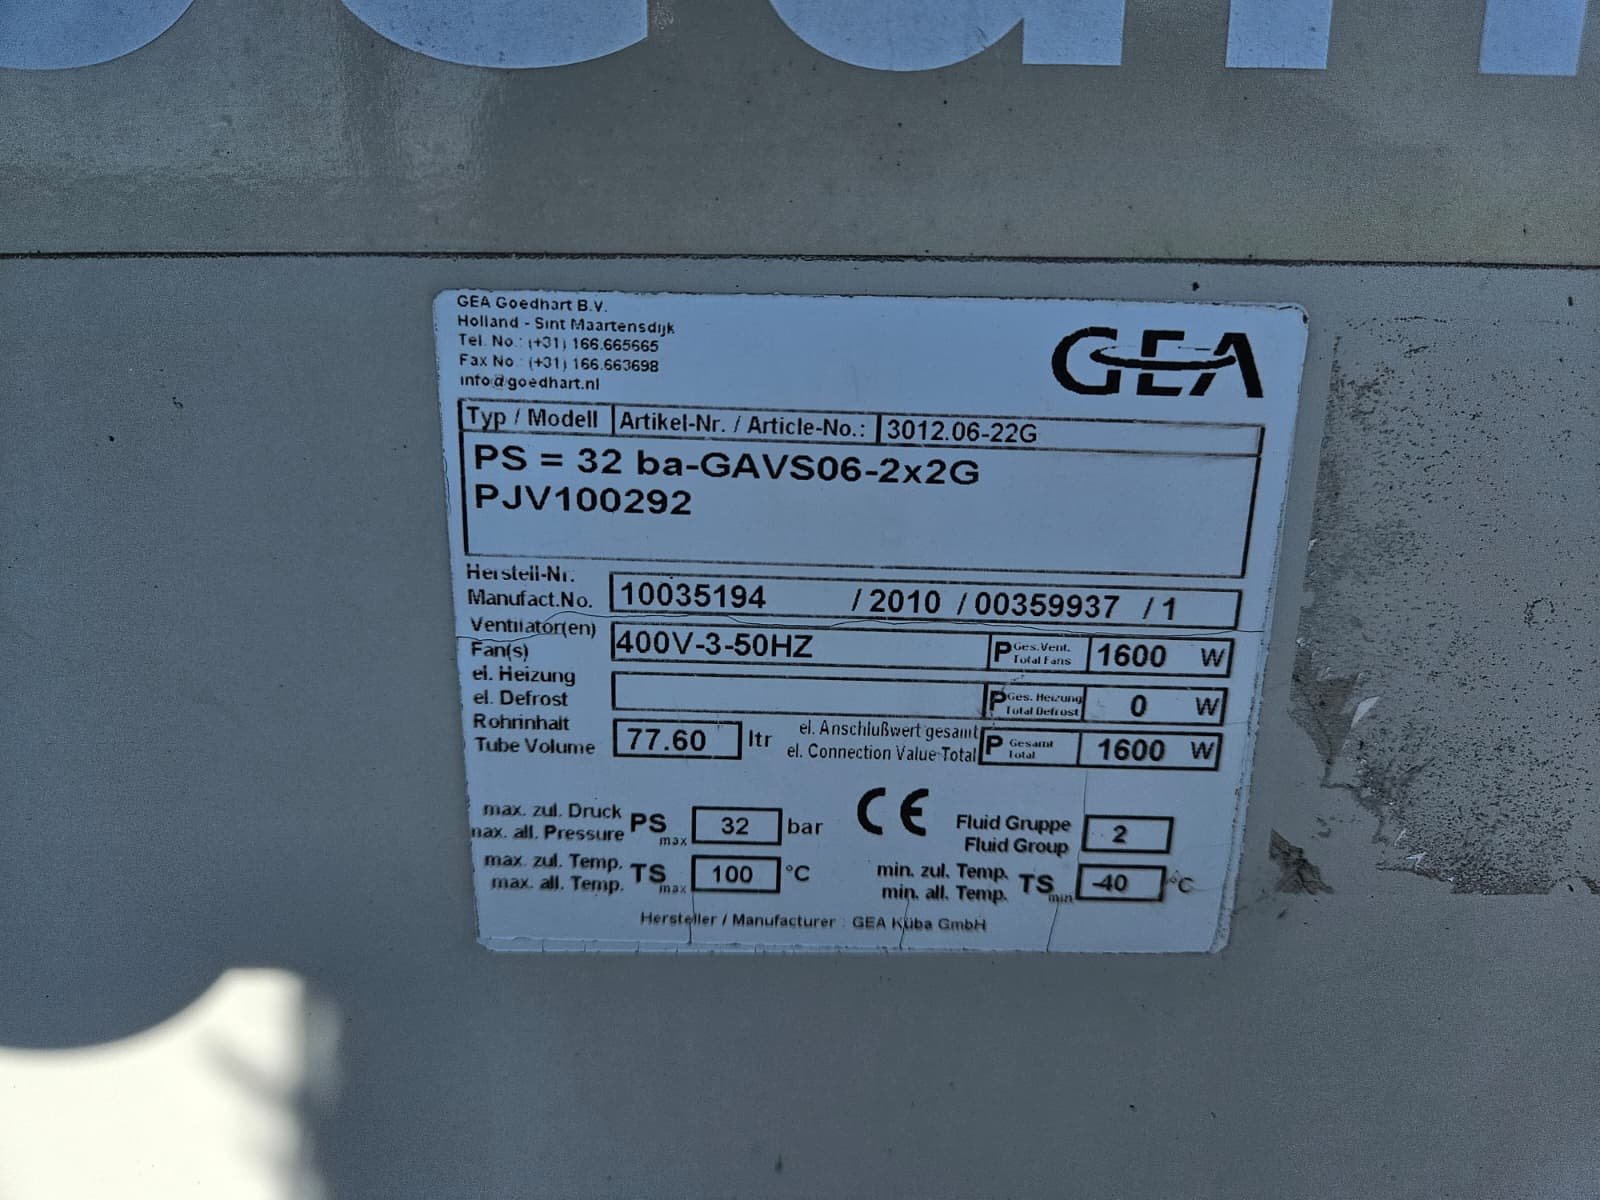 GEA Goedhart B.V.
Holland - Sint Maartensdijk
Tel. No.: (+31) 166.665665
Fax No.: (+31) 166.663698
info@goedhart.nl
GEA
Typ / Modell Artikel-Nr. / Article-No.: 3012.06-22G
PS = 32 ba-GAVS06-2x2G
PJV100292
Herstell-Nr.
Manufact.No. 10035194 / 2010 / 00359937 / 1
Ventilator(en)
Fan(s) 400V-3-50HZ P Ges.Vent. Total Fans 1600 W
el. Heizung
el. Defrost P Ges. Heizung Total Defrost 0 W
Rohrinhalt
Tube Volume 77.60 ltr
el. Anschlußwert gesamt
el. Connection Value Total P Gesamt Total 1600 W
max. zul. Druck
max. all. Pressure PS max 32 bar
CE
Fluid Gruppe
Fluid Group 2
max. zul. Temp.
max. all. Temp. TS max 100 °C
min. zul. Temp.
min. all. Temp. TS min -40 °C
Hersteller / Manufacturer : GEA Küba GmbH